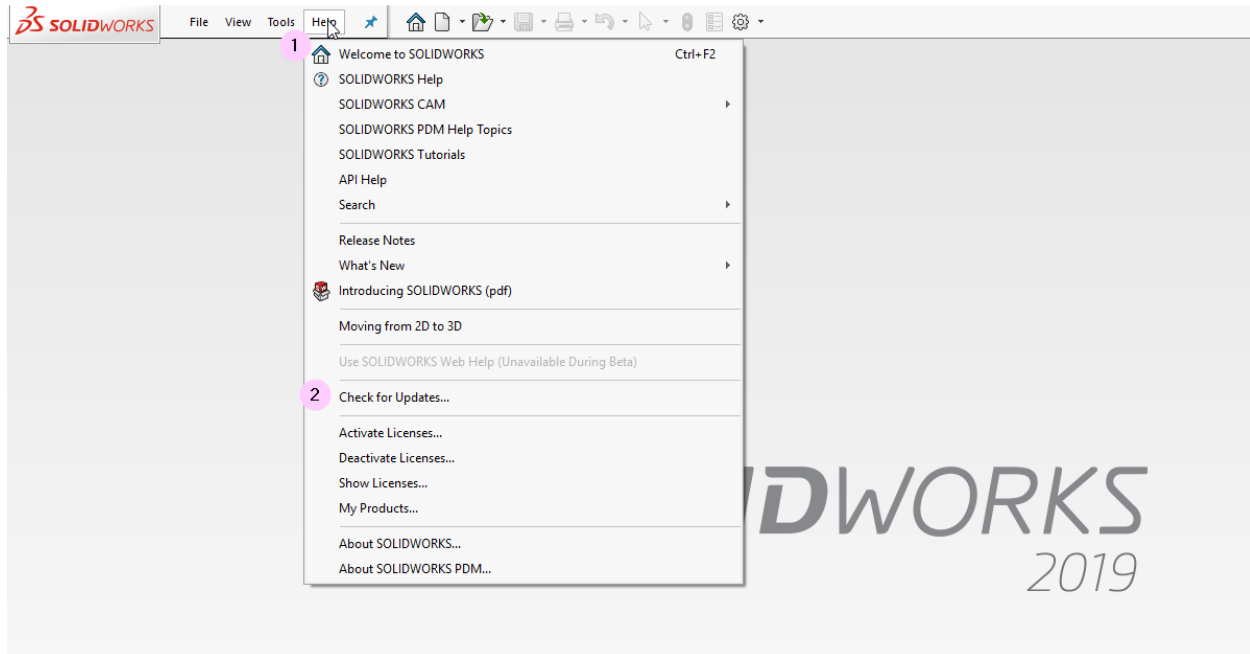 SOLIDWORKS File View Tools Help
1
Welcome to SOLIDWORKS Ctrl+F2
SOLIDWORKS Help
SOLIDWORKS CAM
SOLIDWORKS PDM Help Topics
SOLIDWORKS Tutorials
API Help
Search
Release Notes
What's New
Introducing SOLIDWORKS (pdf)
Moving from 2D to 3D
Use SOLIDWORKS Web Help (Unavailable During Beta)
2 Check for Updates...
Activate Licenses...
Deactivate Licenses...
Show Licenses...
My Products...
About SOLIDWORKS...
About SOLIDWORKS PDM...
IDWORKS
2019